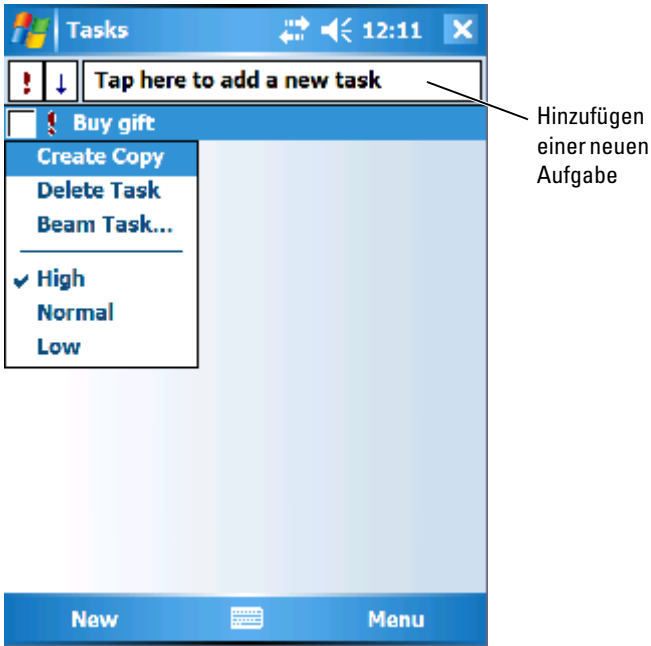 Tasks 12:11
Tap here to add a new task
Buy gift
Create Copy
Delete Task
Beam Task...
High
Normal
Low
New Menu
Hinzufügen
einer neuen
Aufgabe